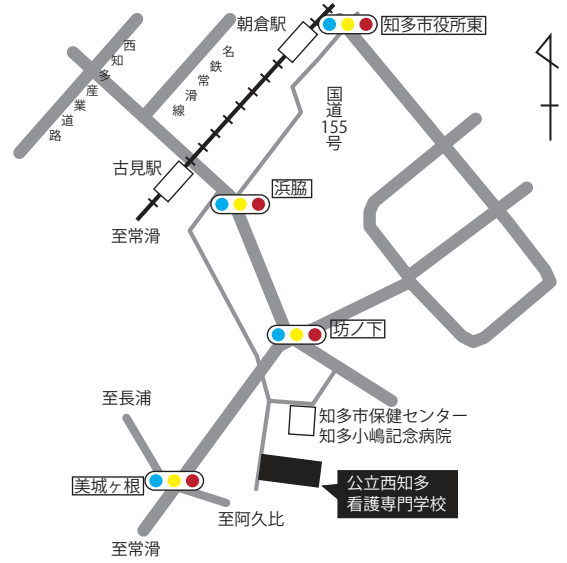 朝倉駅
知多市役所東
西知多産業道路
名鉄常滑線
国道155号
古見駅
浜脇
至常滑
坊ノ下
至長浦
知多市保健センター
知多小嶋記念病院
美城ヶ根
公立西知多
看護専門学校
至阿久比
至常滑